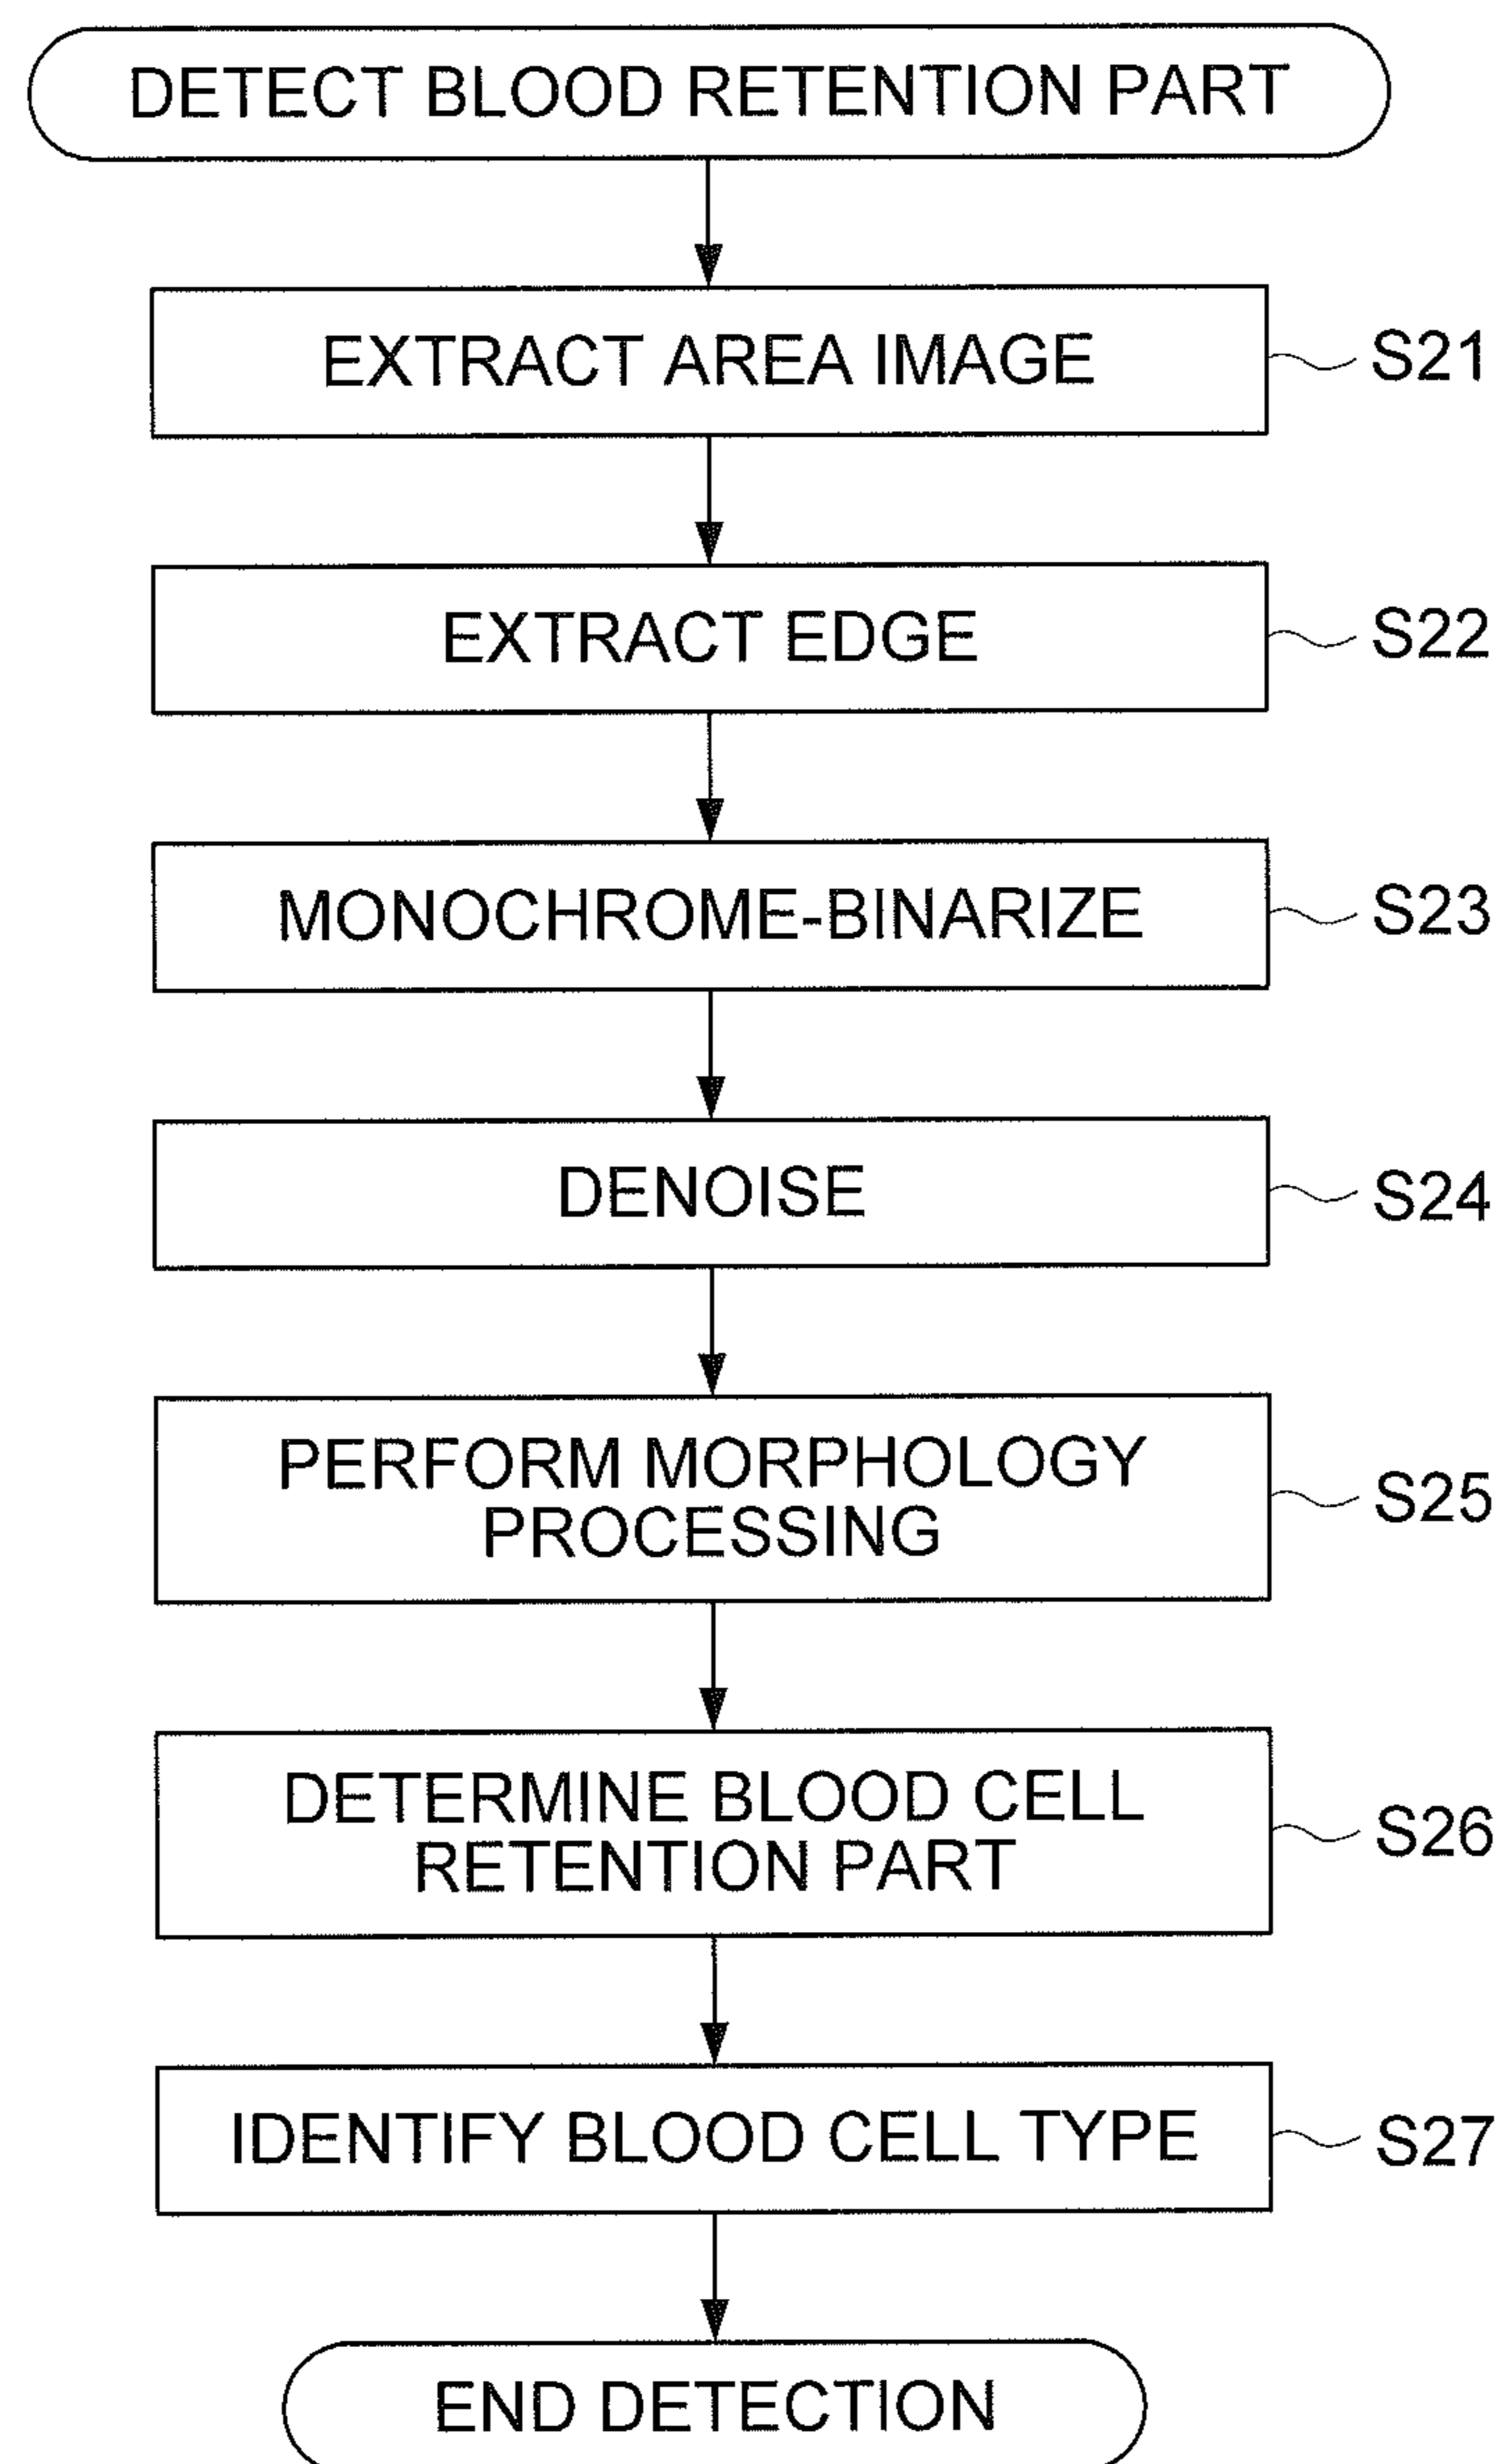 DETECT BLOOD RETENTION PART
EXTRACT AREA IMAGE
S21
EXTRACT EDGE
S22
MONOCHROME-BINARIZE
S23
DENOISE
S24
PERFORM MORPHOLOGY
PROCESSING
S25
DETERMINE BLOOD CELL
RETENTION PART
S26
IDENTIFY BLOOD CELL TYPE
S27
END DETECTION